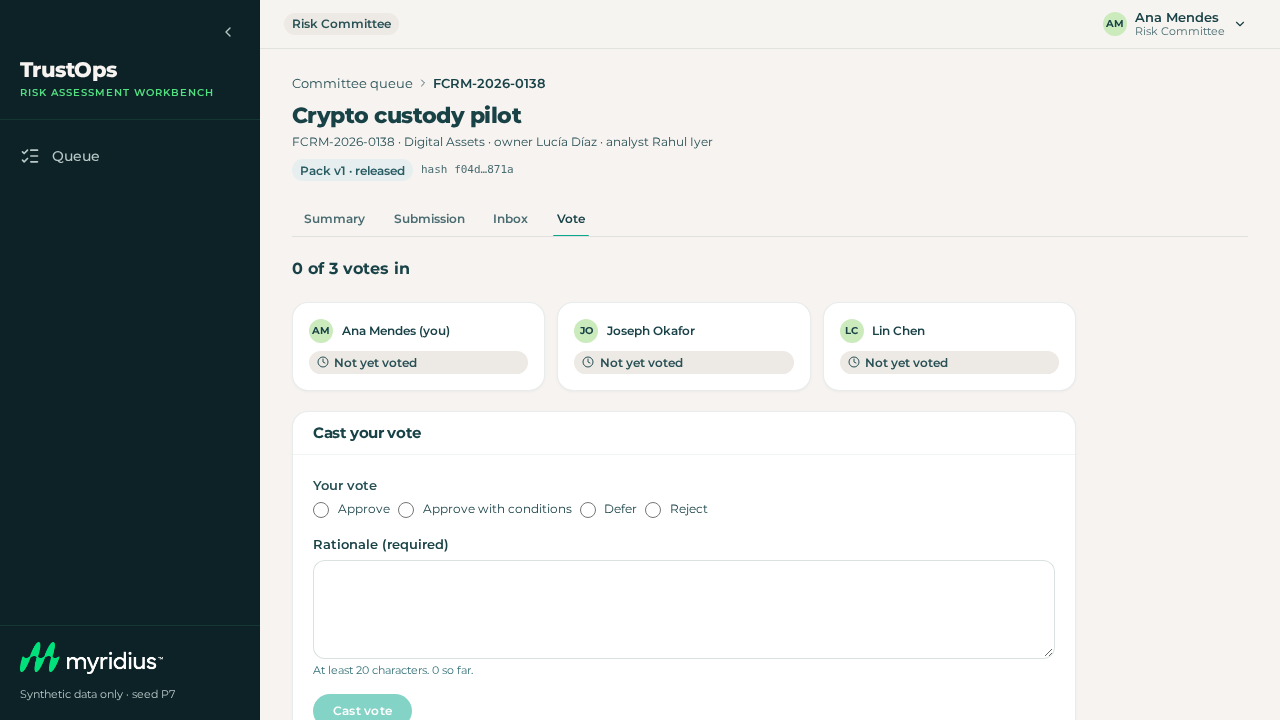 Risk Committee
AM
Ana Mendes
Risk Committee
TrustOps
RISK ASSESSMENT WORKBENCH
Queue
Committee queue > FCRM-2026-0138
Crypto custody pilot
FCRM-2026-0138 · Digital Assets · owner Lucía Díaz · analyst Rahul Iyer
Pack v1 · released hash f04d…871a
Summary Submission Inbox Vote
0 of 3 votes in
AM Ana Mendes (you)
Not yet voted
JO Joseph Okafor
Not yet voted
LC Lin Chen
Not yet voted
Cast your vote
Your vote
Approve Approve with conditions Defer Reject
Rationale (required)
At least 20 characters. 0 so far.
Cast vote
myridius™
Synthetic data only · seed P7